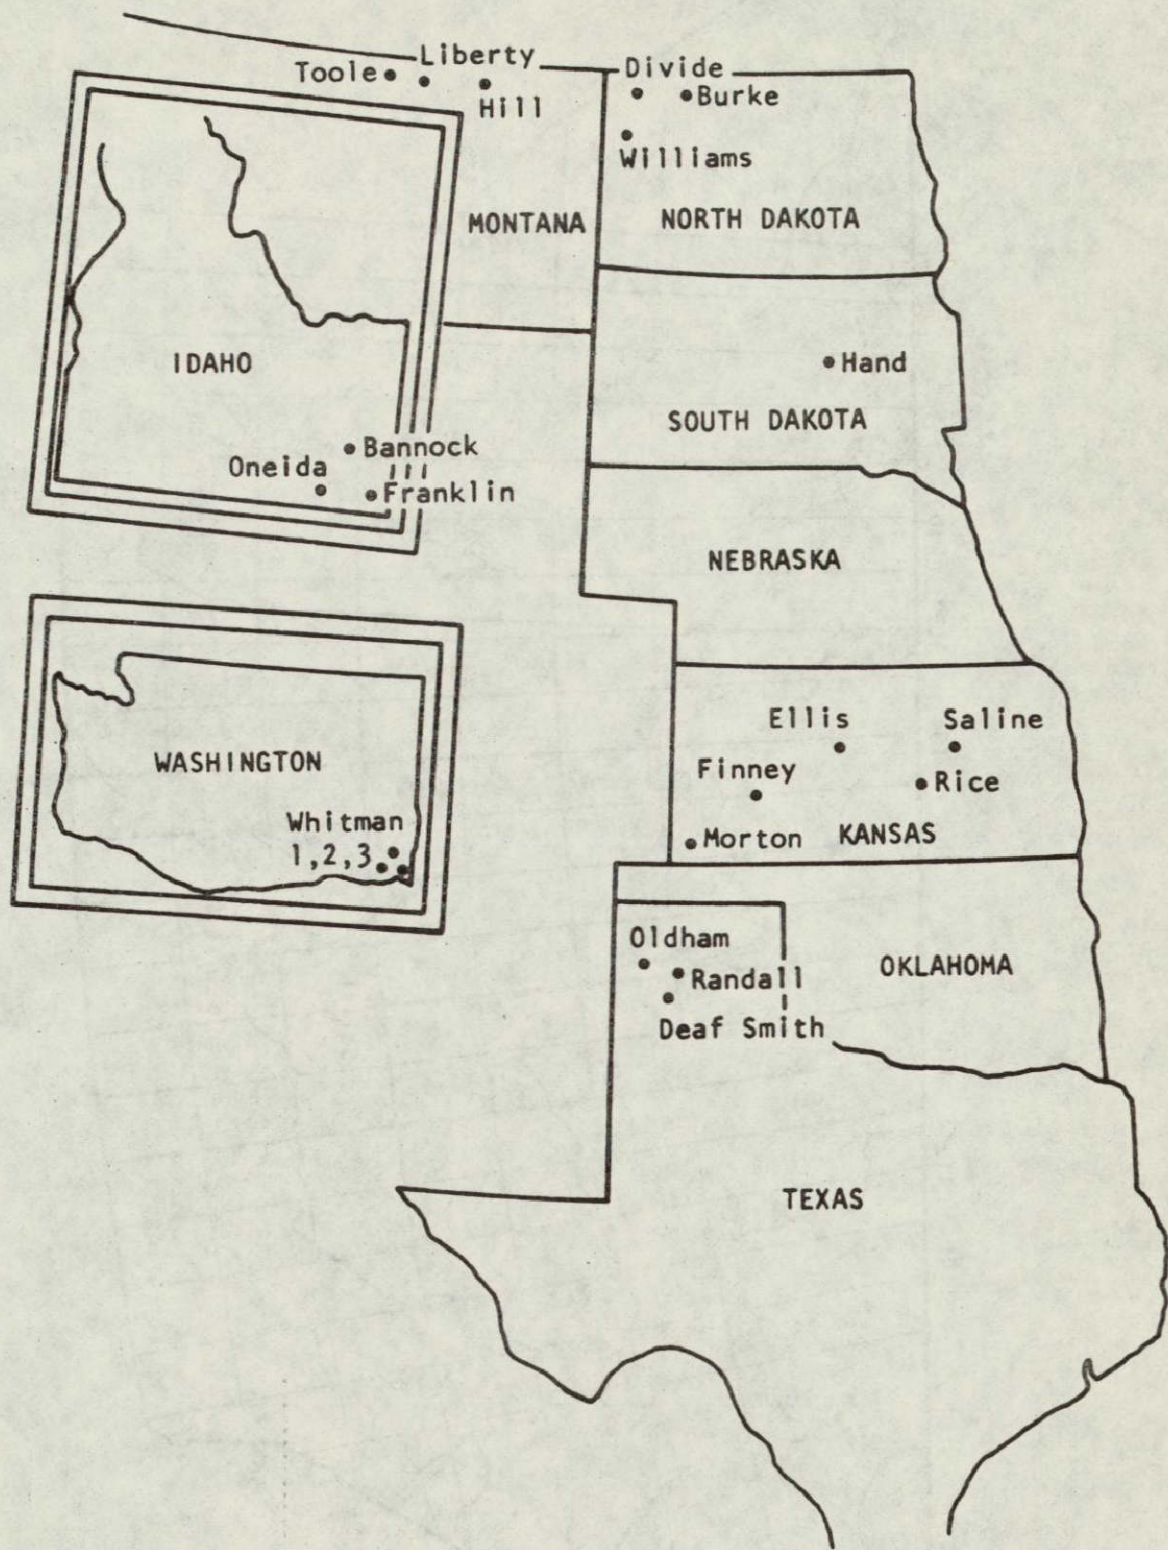 Liberty
Toole
Hill
Divide
Burke
Williams
MONTANA
NORTH DAKOTA
IDAHO
Hand
SOUTH DAKOTA
Bannock
Oneida
Franklin
NEBRASKA
Ellis
Saline
WASHINGTON
Finney
Rice
Whitman
1,2,3
Morton
KANSAS
Oldham
Randall
OKLAHOMA
Deaf Smith
TEXAS